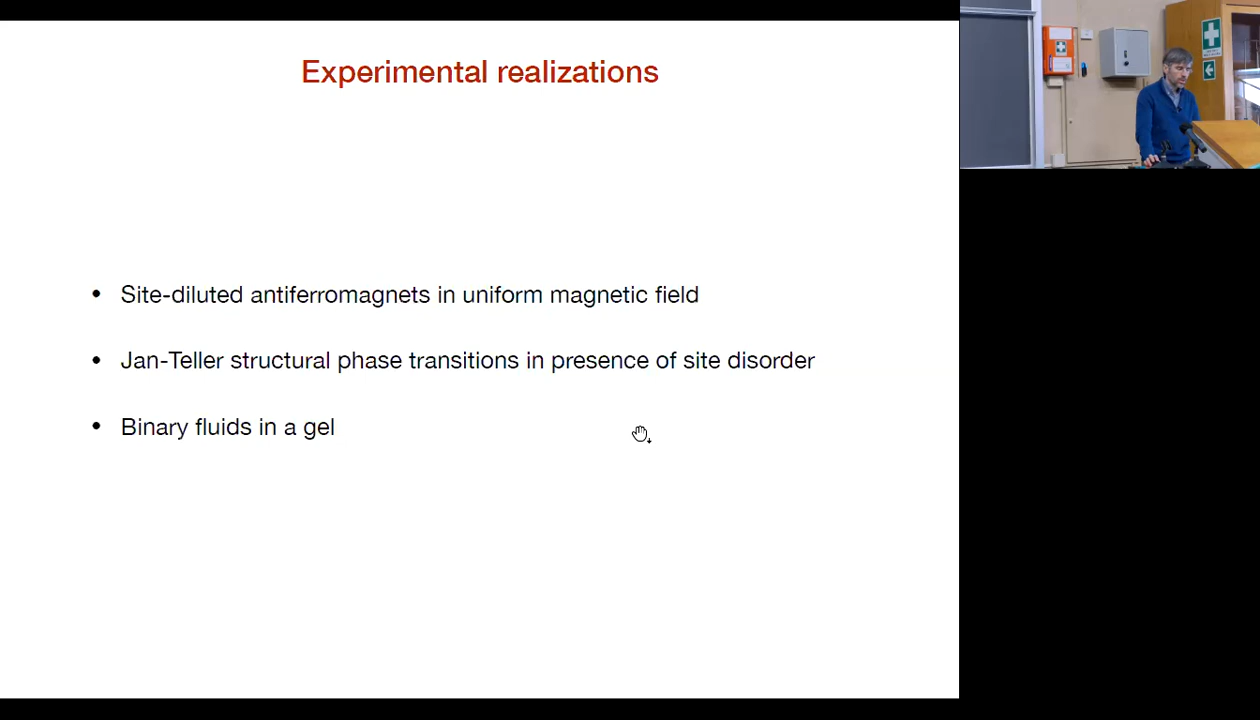 Experimental realizations
• Site-diluted antiferromagnets in uniform magnetic field
• Jan-Teller structural phase transitions in presence of site disorder
• Binary fluids in a gel